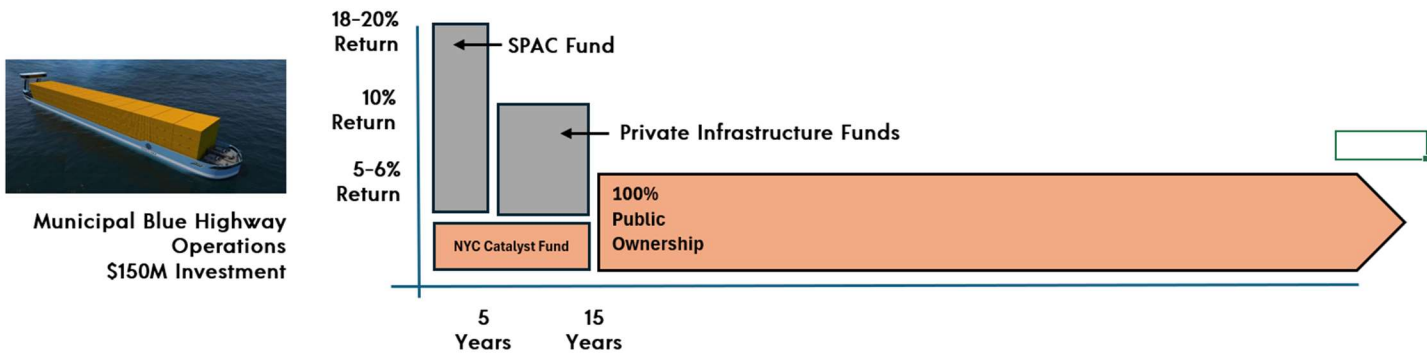 18-20%
Return
SPAC Fund
10%
Return
Private Infrastructure Funds
5-6%
Return
100%
Public
Ownership
NYC Catalyst Fund
Municipal Blue Highway
Operations
$150M Investment
5
Years
15
Years